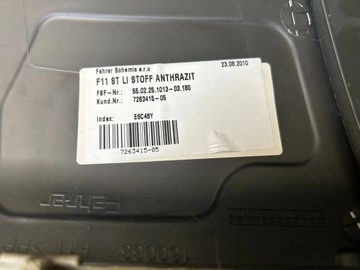 Fehrer Bohemia s.r.o
23.08.2010
F11 ST LI STOFF ANTHRAZIT
F&F-Nr.: 55.02.25.1013-03.180
Kund.Nr.: 7263415-05
Index: E6C46Y
7263415-05
Fehrer